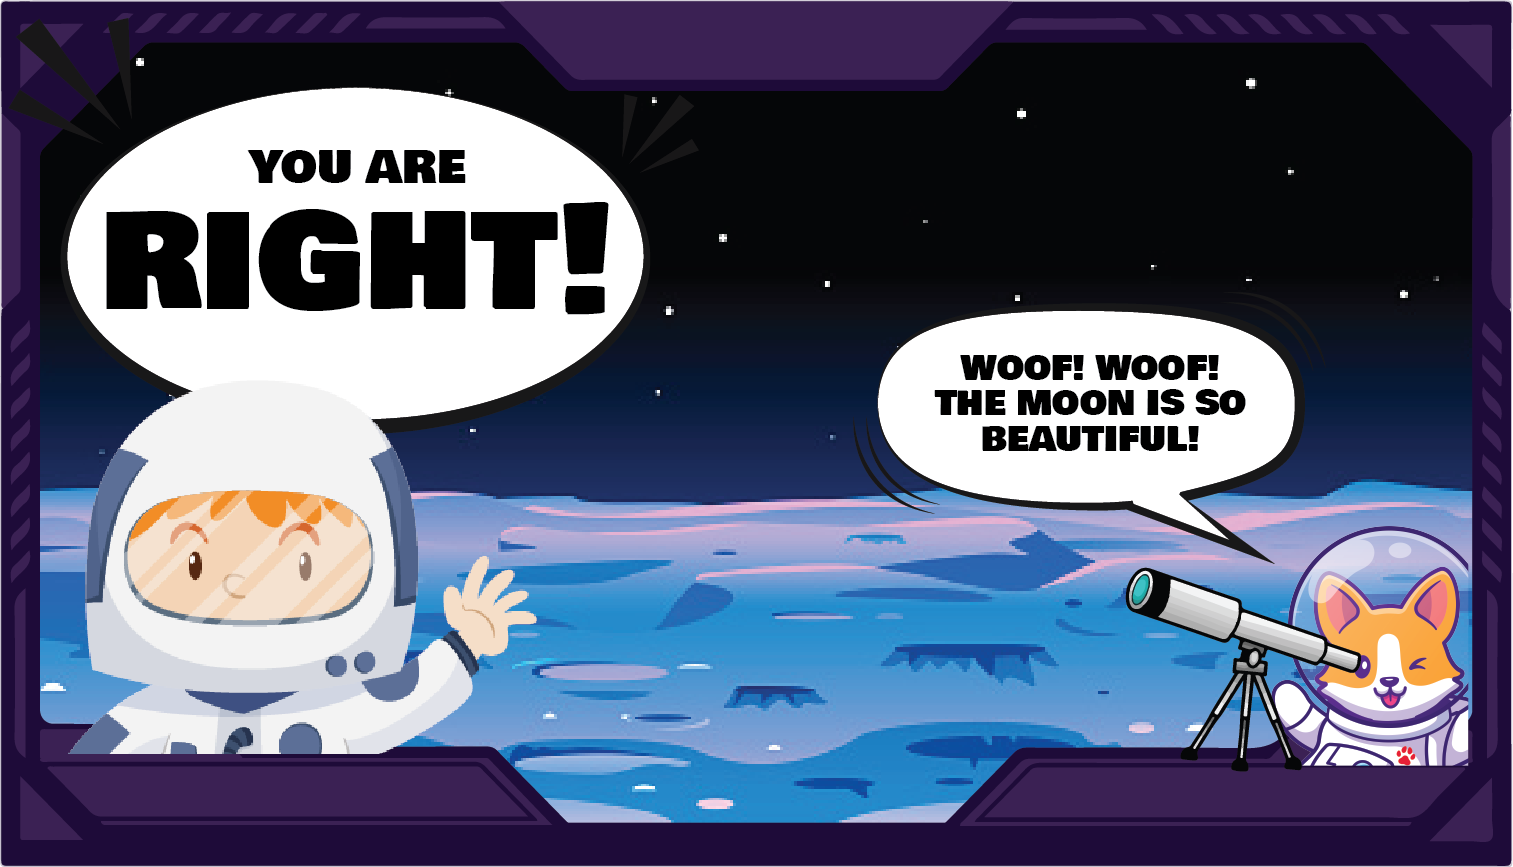 YOU ARE
RIGHT!
WOOF! WOOF!
THE MOON IS SO
BEAUTIFUL!